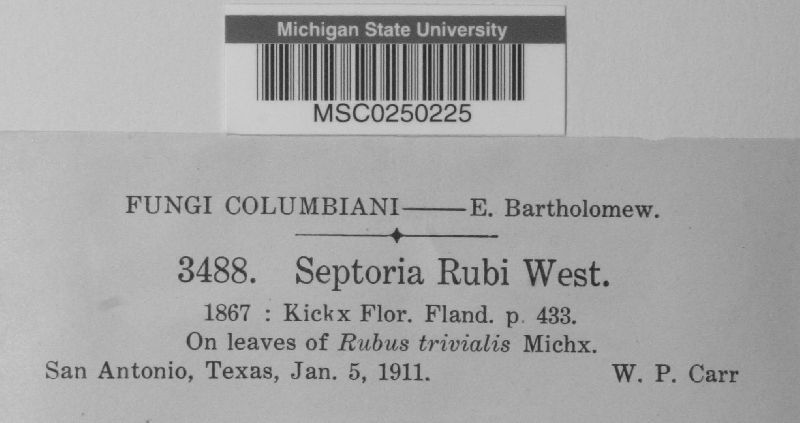 Michigan State University
MSC0250225
FUNGI COLUMBIANI—E. Bartholomew.
3488. Septoria Rubi West.
1867 : Kickx Flor. Fland. p. 433.
On leaves of Rubus trivialis Michx.
San Antonio, Texas, Jan. 5, 1911. W. P. Carr